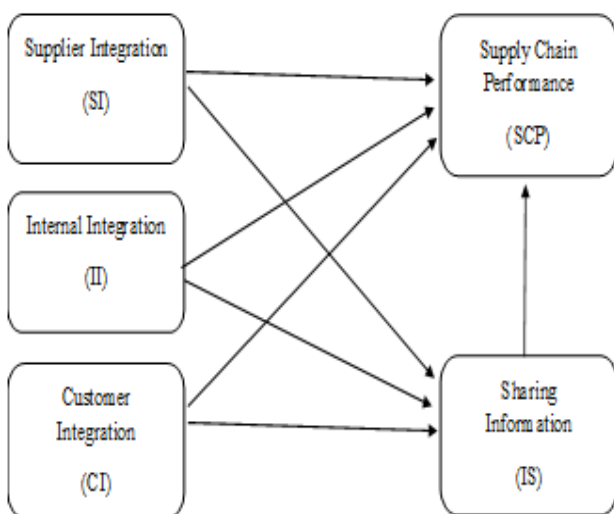 Supplier Integration
(SI)
Supply Chain
Performance
(SCP)
Internal Integration
(II)
Customer
Integration
(CI)
Sharing
Information
(IS)